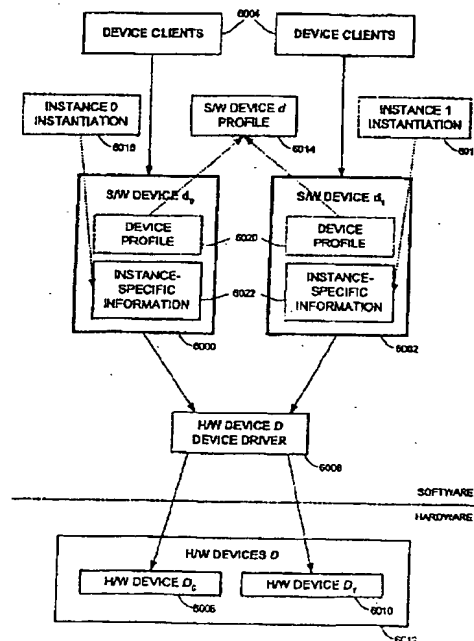 6004
DEVICE CLIENTS
DEVICE CLIENTS
INSTANCE 0
INSTANTIATION
6016
S/W DEVICE d
PROFILE
6014
INSTANCE 1
INSTANTIATION
S/W DEVICE d0
DEVICE
PROFILE
INSTANCE-
SPECIFIC
INFORMATION
6000
6020
6022
S/W DEVICE d1
DEVICE
PROFILE
INSTANCE-
SPECIFIC
INFORMATION
6002
H/W DEVICE D
DEVICE DRIVER
6008
SOFTWARE
HARDWARE
H/W DEVICES D
H/W DEVICE D0
6006
H/W DEVICE D1
6010
6012